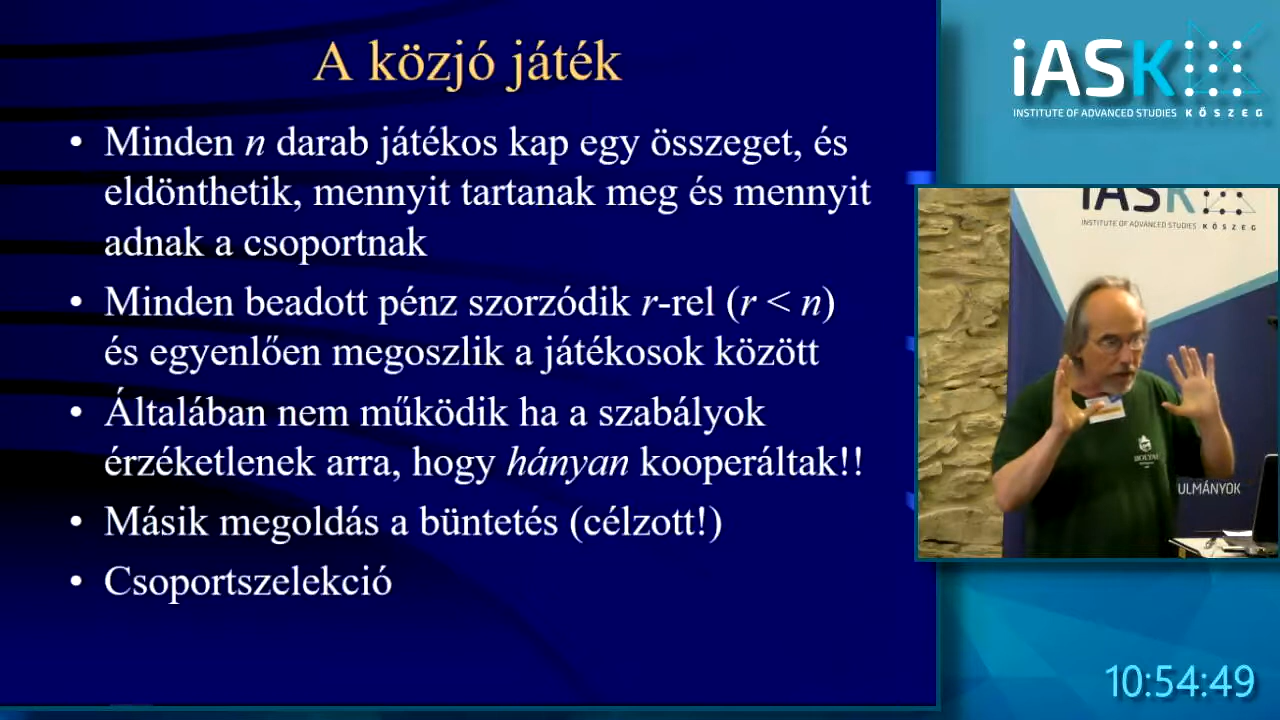 A közjó játék
• Minden n darab játékos kap egy összeget, és
eldönthetik, mennyit tartanak meg és mennyit
adnak a csoportnak
• Minden beadott pénz szorzódik r-rel (r < n)
és egyenlően megoszlik a játékosok között
• Általában nem működik ha a szabályok
érzéketlenek arra, hogy hányan kooperáltak!!
• Másik megoldás a büntetés (célzott!)
• Csoportszelekció
iASK
INSTITUTE OF ADVANCED STUDIES KŐSZEG
iASK
INSTITUTE OF ADVANCED STUDIES KŐSZEG
ULMÁNYOK
10:54:49